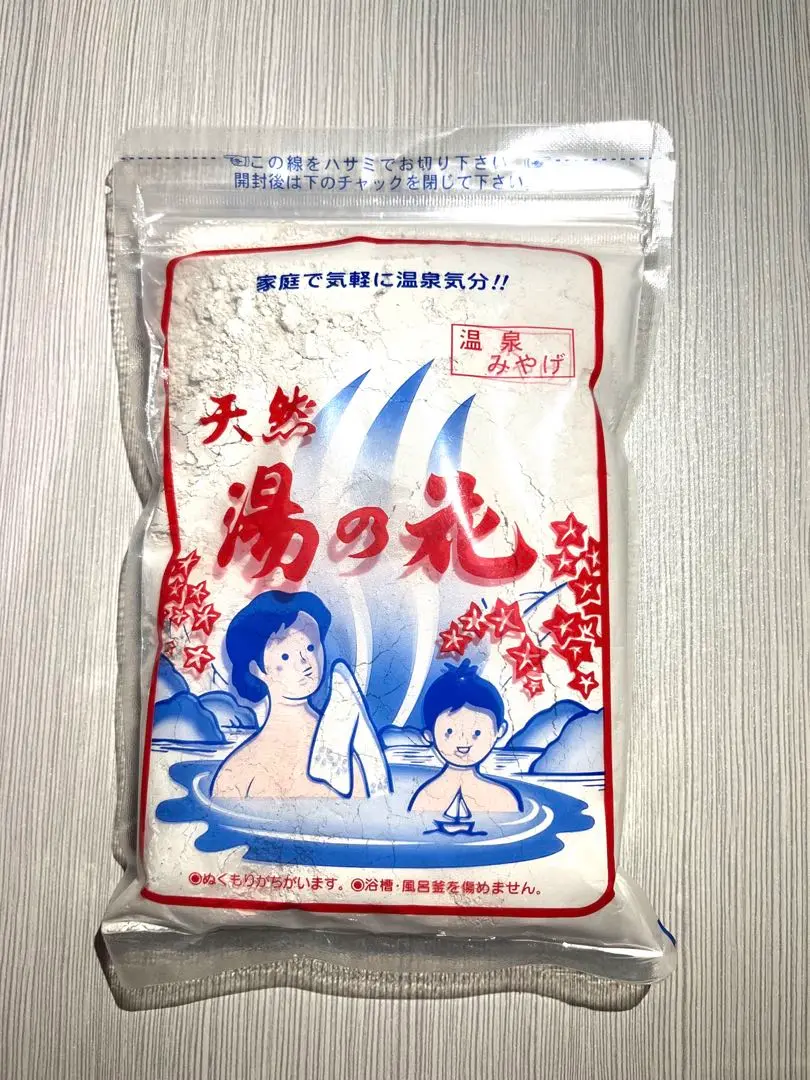 この線をハサミでお切り下さい
開封後は下のチャックを閉じて下さい
家庭で気軽に温泉気分!!
温泉
みやげ
天然
湯の花
◉ぬくもりがちがいます。◉浴槽・風呂釜を傷めません。